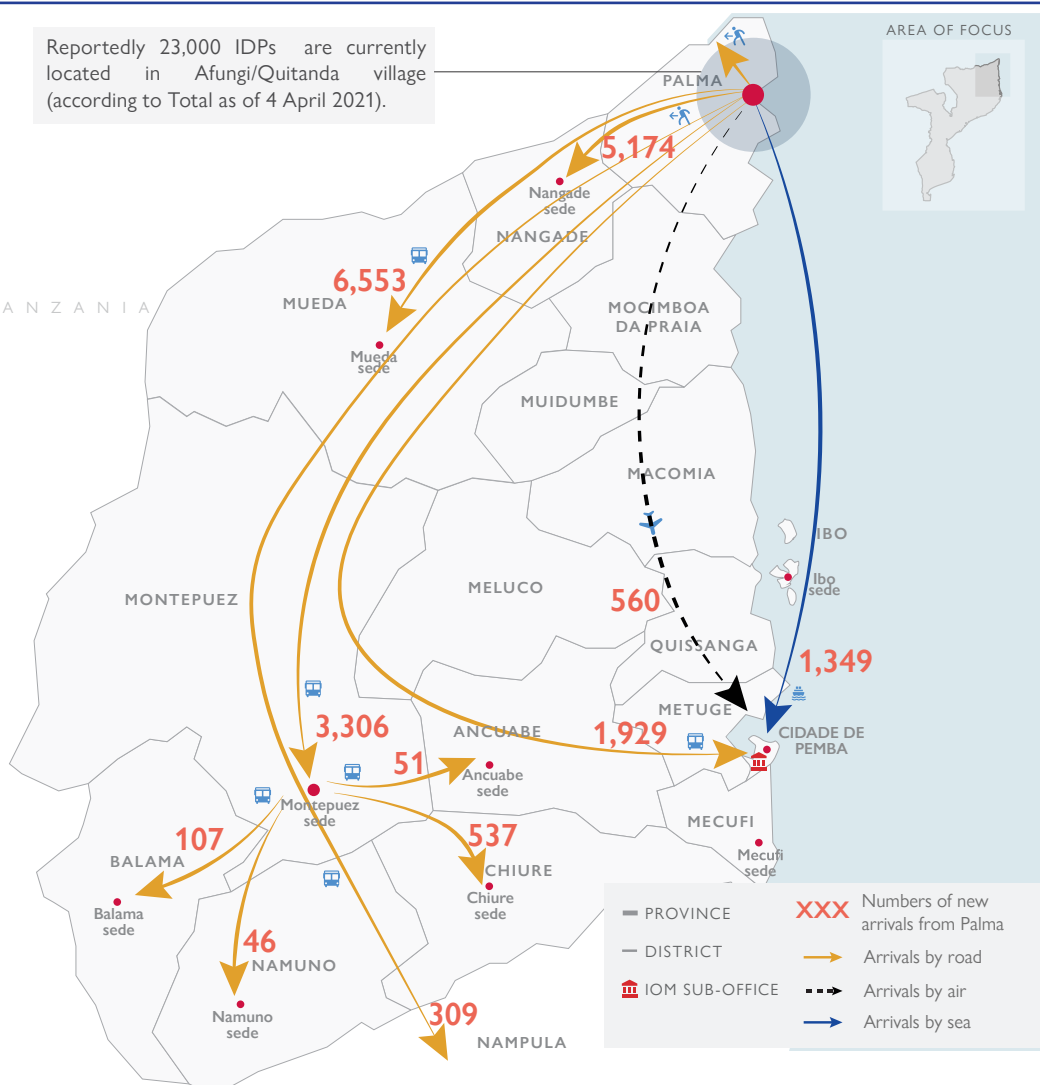 Reportedly 23,000 IDPs are currently
located in Afungi/Quitanda village
(according to Total as of 4 April 2021).
AREA OF FOCUS
PALMA
5,174
Nangade
sede
NANGADE
6,553
MUEDA
ANZANIA
Mueda
sede
MOCIMBOA
DA PRAIA
MUIDUMBE
MACOMIA
IBO
Ibo
sede
MELUCO
560
MONTEPUEZ
QUISSANGA
1,349
METUGE
3,306
ANCUABE
1,929
CIDADE DE
PEMBA
51
Ancuabe
sede
Montepuez
sede
MECUFI
107
537
BALAMA
Mecufi
sede
CHIURE
Chiure
sede
Balama
sede
46
NAMUNO
Namuno
sede
309
NAMPULA
PROVINCE
DISTRICT
IOM SUB-OFFICE
XXX Numbers of new
arrivals from Palma
Arrivals by road
Arrivals by air
Arrivals by sea